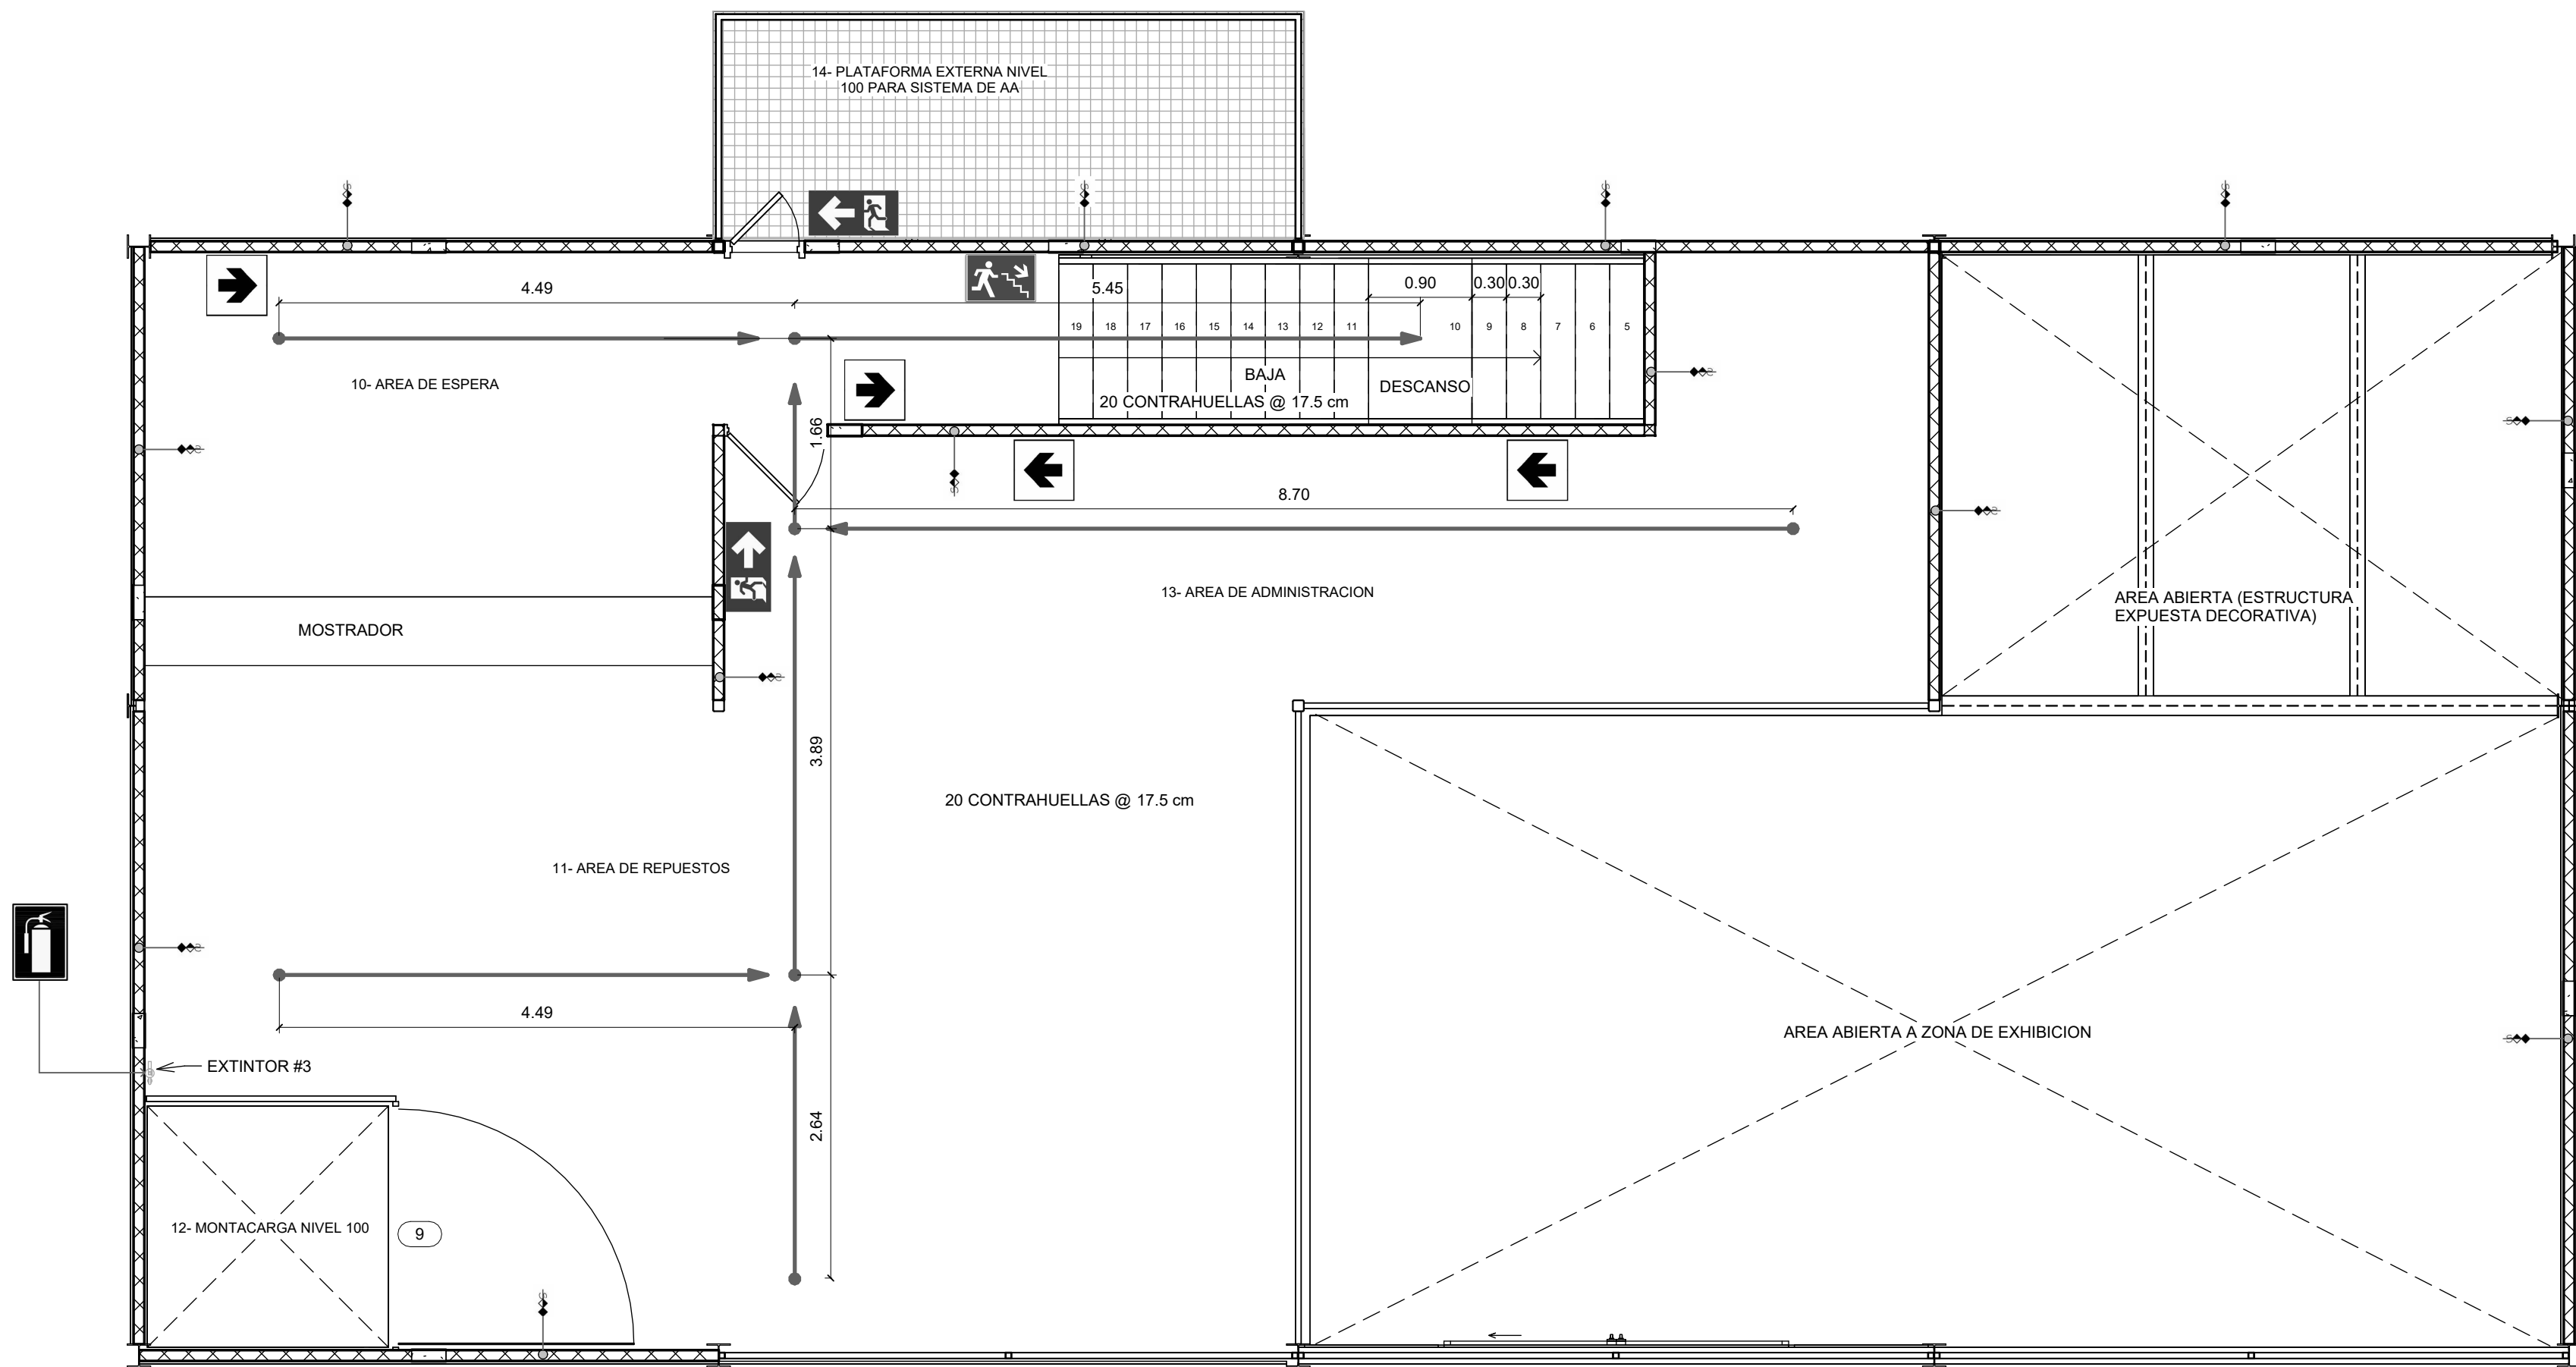 14- PLATAFORMA EXTERNA NIVEL
100 PARA SISTEMA DE AA
4.49
5.45
0.90
0.30
0.30
19
18
17
16
15
14
13
12
11
10
9
8
7
6
5
10- AREA DE ESPERA
BAJA
DESCANSO
20 CONTRAHUELLAS @ 17.5 cm
1.66
8.70
13- AREA DE ADMINISTRACION
AREA ABIERTA (ESTRUCTURA
EXPUESTA DECORATIVA)
MOSTRADOR
3.89
20 CONTRAHUELLAS @ 17.5 cm
11- AREA DE REPUESTOS
4.49
AREA ABIERTA A ZONA DE EXHIBICION
EXTINTOR #3
2.64
12- MONTACARGA NIVEL 100
9